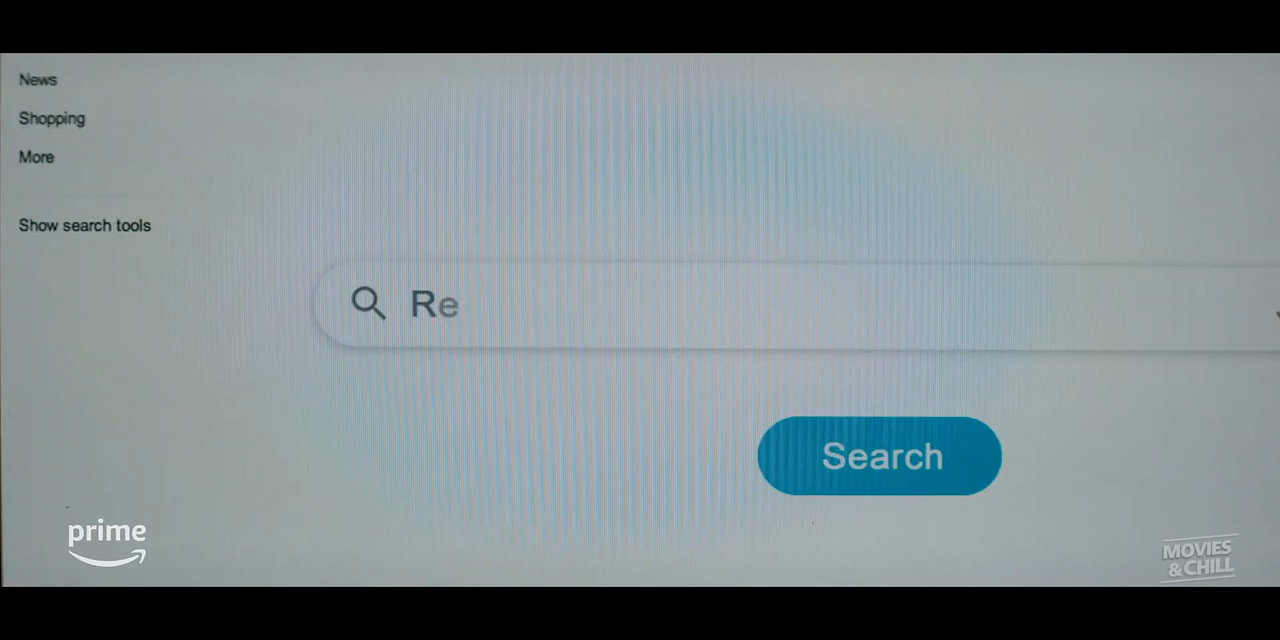 News
Shopping
More
Show search tools
Re
Search
prime
MOVIES
& CHILL